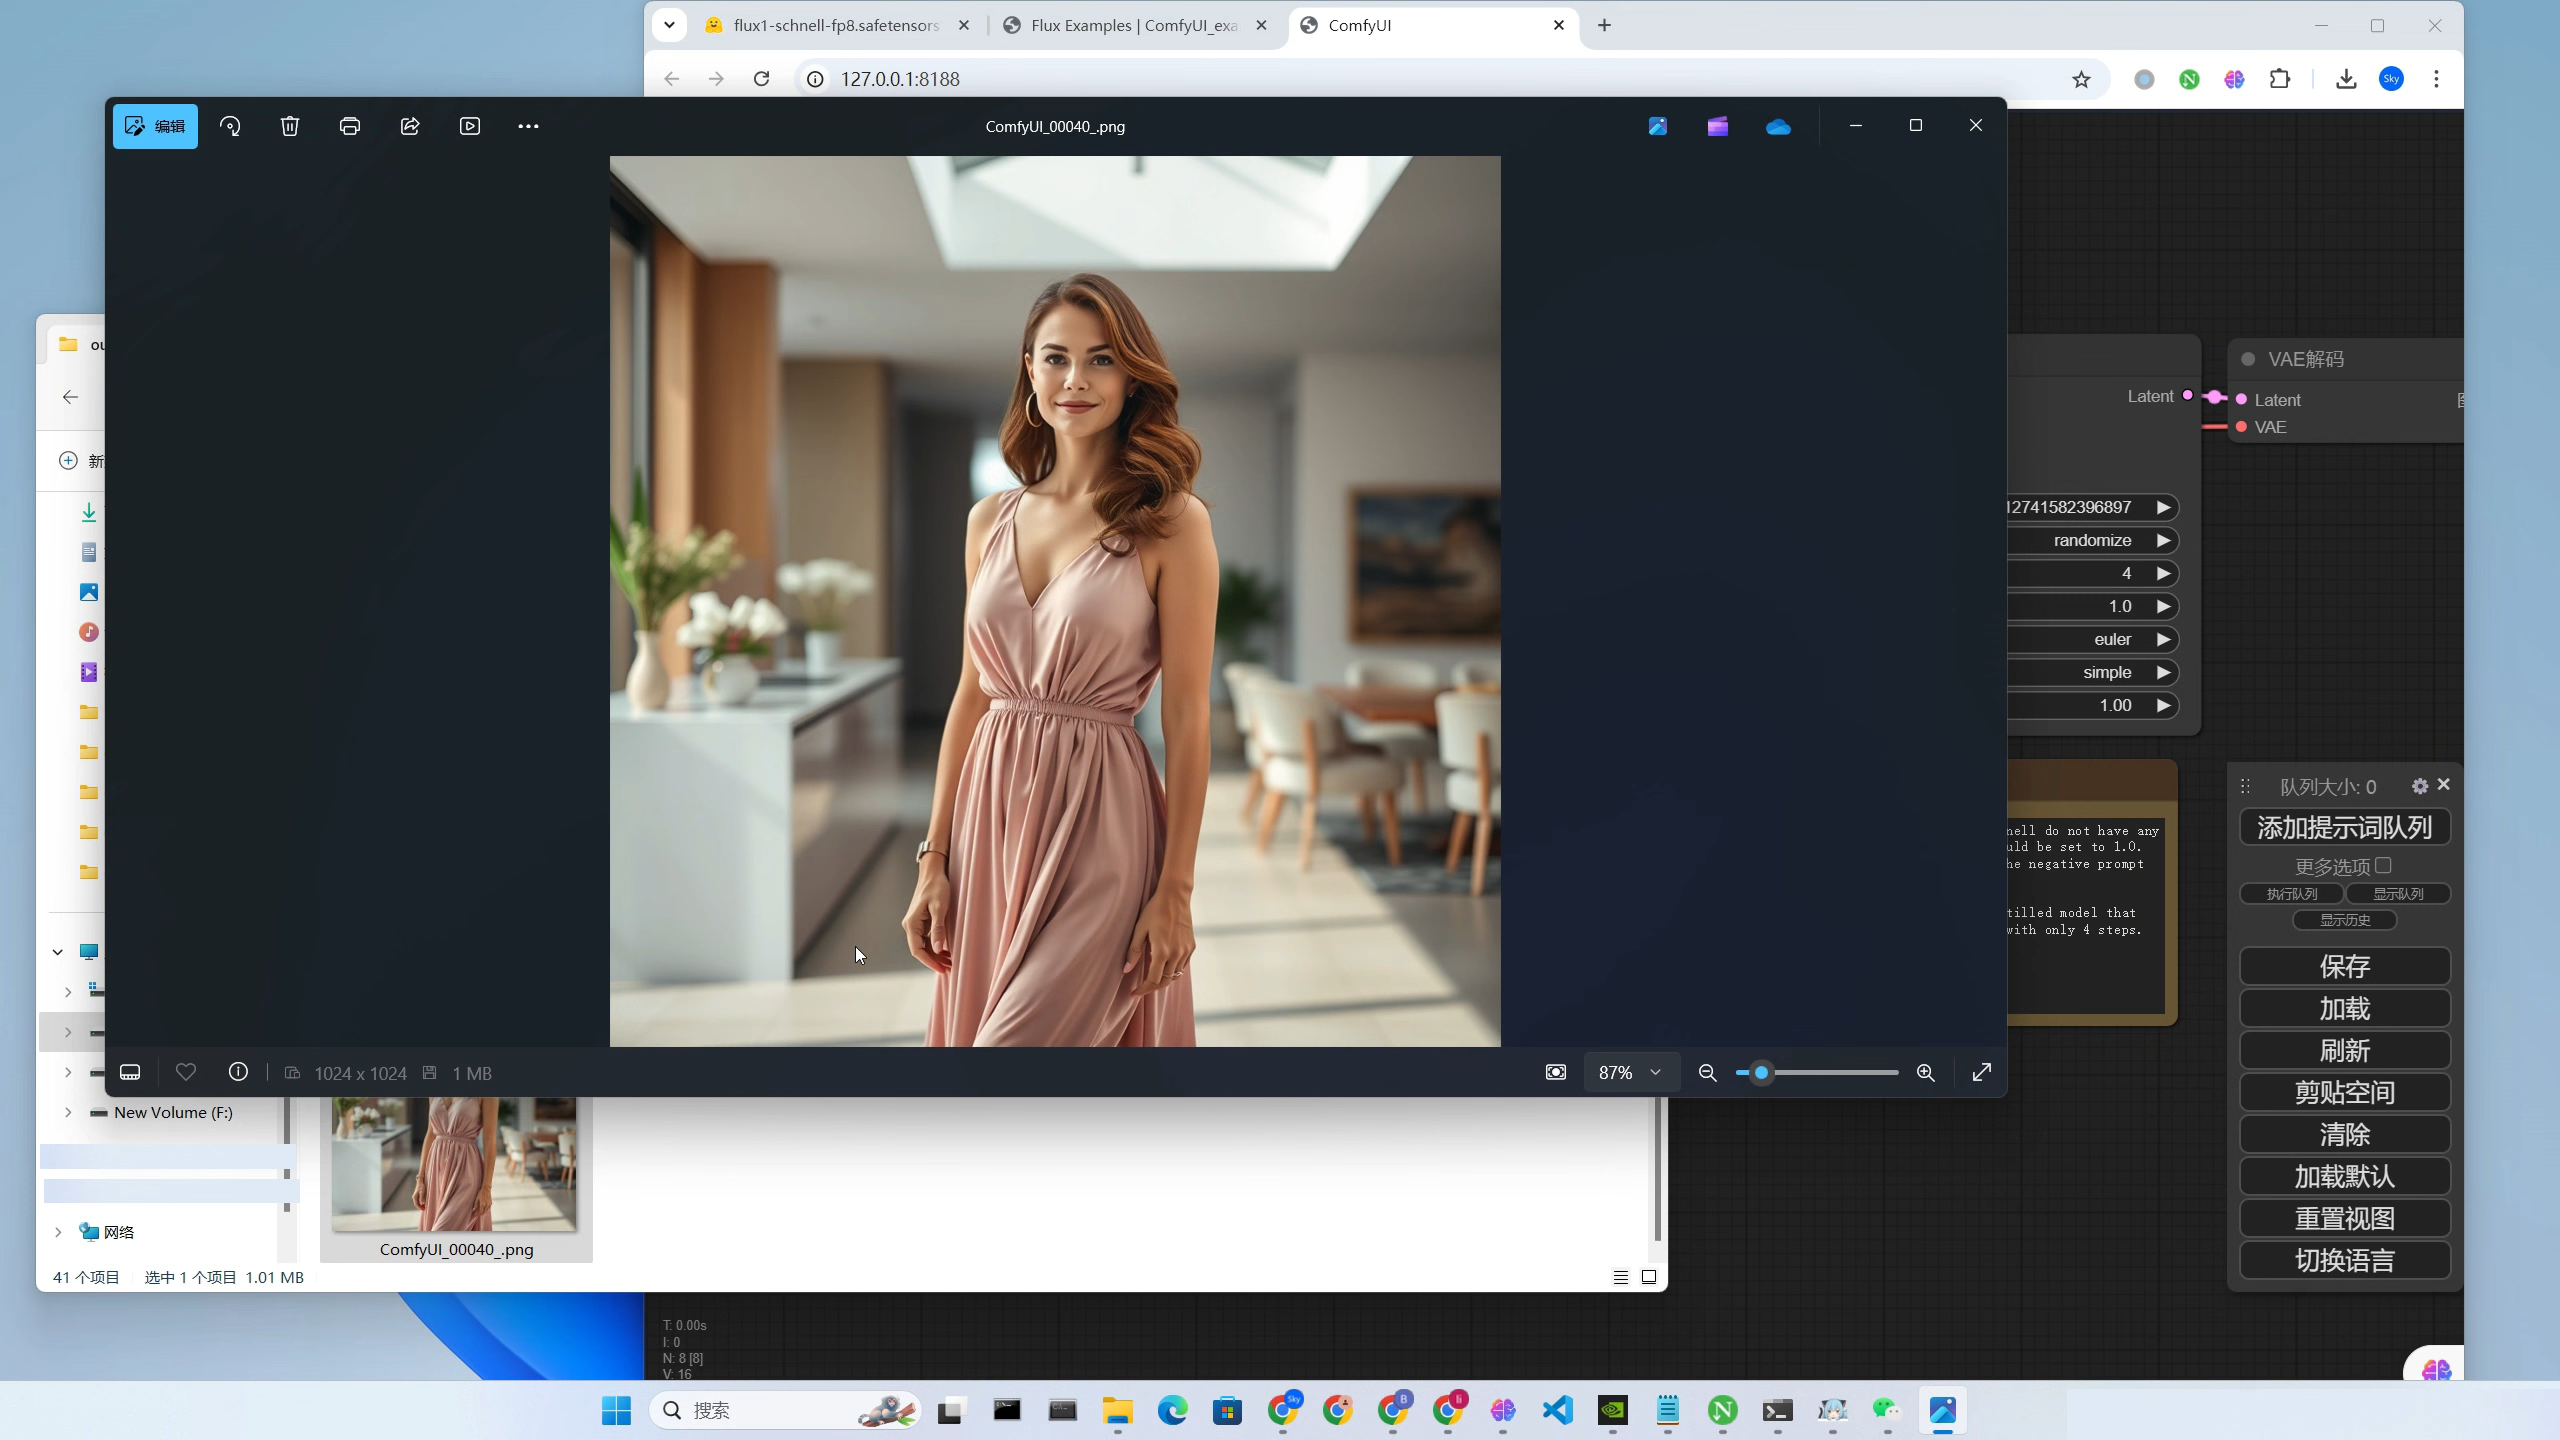 flux1-schnell-fp8.safetensors
Flux Examples | ComfyUI_exa
ComfyUI
127.0.0.1:8188
Sky
编辑
ComfyUI_00040_.png
ou
新
VAE解码
Latent
Latent
VAE
12741582396897
randomize
4
1.0
euler
simple
1.00
队列大小: 0
添加提示词队列
更多选项
执行队列
显示队列
显示历史
nell do not have any
uld be set to 1.0.
he negative prompt
tilled model that
with only 4 steps.
保存
加载
刷新
剪贴空间
清除
加载默认
重置视图
切换语言
1024 x 1024
1 MB
87%
New Volume (F:)
网络
ComfyUI_00040_.png
41 个项目
选中 1 个项目 1.01 MB
T: 0.00s
I: 0
N: 8 [8]
V: 16
搜索